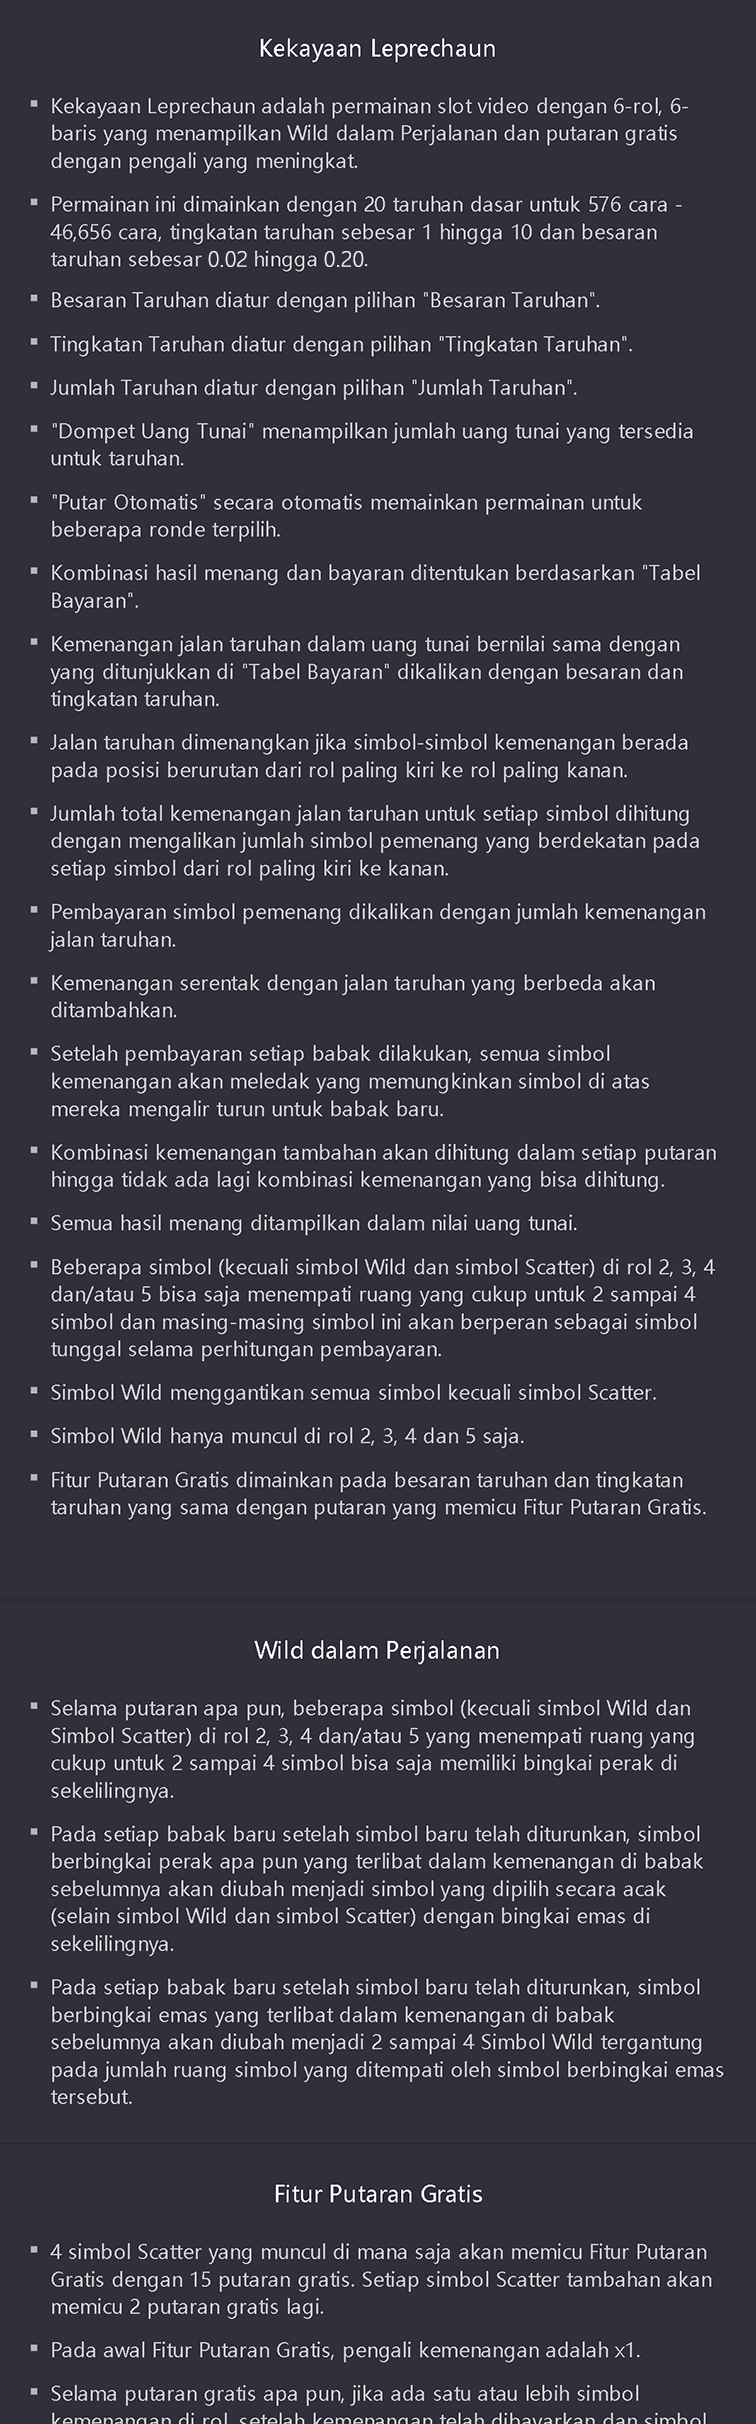 Kekayaan Leprechaun
▪ Kekayaan Leprechaun adalah permainan slot video dengan 6-rol, 6-
baris yang menampilkan Wild dalam Perjalanan dan putaran gratis
dengan pengali yang meningkat.
▪ Permainan ini dimainkan dengan 20 taruhan dasar untuk 576 cara -
46,656 cara, tingkatan taruhan sebesar 1 hingga 10 dan besaran
taruhan sebesar 0.02 hingga 0.20.
▪ Besaran Taruhan diatur dengan pilihan "Besaran Taruhan".
▪ Tingkatan Taruhan diatur dengan pilihan "Tingkatan Taruhan".
▪ Jumlah Taruhan diatur dengan pilihan "Jumlah Taruhan".
▪ "Dompet Uang Tunai" menampilkan jumlah uang tunai yang tersedia
untuk taruhan.
▪ "Putar Otomatis" secara otomatis memainkan permainan untuk
beberapa ronde terpilih.
▪ Kombinasi hasil menang dan bayaran ditentukan berdasarkan "Tabel
Bayaran".
▪ Kemenangan jalan taruhan dalam uang tunai bernilai sama dengan
yang ditunjukkan di "Tabel Bayaran" dikalikan dengan besaran dan
tingkatan taruhan.
▪ Jalan taruhan dimenangkan jika simbol-simbol kemenangan berada
pada posisi berurutan dari rol paling kiri ke rol paling kanan.
▪ Jumlah total kemenangan jalan taruhan untuk setiap simbol dihitung
dengan mengalikan jumlah simbol pemenang yang berdekatan pada
setiap simbol dari rol paling kiri ke kanan.
▪ Pembayaran simbol pemenang dikalikan dengan jumlah kemenangan
jalan taruhan.
▪ Kemenangan serentak dengan jalan taruhan yang berbeda akan
ditambahkan.
▪ Setelah pembayaran setiap babak dilakukan, semua simbol
kemenangan akan meledak yang memungkinkan simbol di atas
mereka mengalir turun untuk babak baru.
▪ Kombinasi kemenangan tambahan akan dihitung dalam setiap putaran
hingga tidak ada lagi kombinasi kemenangan yang bisa dihitung.
▪ Semua hasil menang ditampilkan dalam nilai uang tunai.
▪ Beberapa simbol (kecuali simbol Wild dan simbol Scatter) di rol 2, 3, 4
dan/atau 5 bisa saja menempati ruang yang cukup untuk 2 sampai 4
simbol dan masing-masing simbol ini akan berperan sebagai simbol
tunggal selama perhitungan pembayaran.
▪ Simbol Wild menggantikan semua simbol kecuali simbol Scatter.
▪ Simbol Wild hanya muncul di rol 2, 3, 4 dan 5 saja.
▪ Fitur Putaran Gratis dimainkan pada besaran taruhan dan tingkatan
taruhan yang sama dengan putaran yang memicu Fitur Putaran Gratis.
Wild dalam Perjalanan
▪ Selama putaran apa pun, beberapa simbol (kecuali simbol Wild dan
Simbol Scatter) di rol 2, 3, 4 dan/atau 5 yang menempati ruang yang
cukup untuk 2 sampai 4 simbol bisa saja memiliki bingkai perak di
sekelilingnya.
▪ Pada setiap babak baru setelah simbol baru telah diturunkan, simbol
berbingkai perak apa pun yang terlibat dalam kemenangan di babak
sebelumnya akan diubah menjadi simbol yang dipilih secara acak
(selain simbol Wild dan simbol Scatter) dengan bingkai emas di
sekelilingnya.
▪ Pada setiap babak baru setelah simbol baru telah diturunkan, simbol
berbingkai emas yang terlibat dalam kemenangan di babak
sebelumnya akan diubah menjadi 2 sampai 4 Simbol Wild tergantung
pada jumlah ruang simbol yang ditempati oleh simbol berbingkai emas
tersebut.
Fitur Putaran Gratis
▪ 4 simbol Scatter yang muncul di mana saja akan memicu Fitur Putaran
Gratis dengan 15 putaran gratis. Setiap simbol Scatter tambahan akan
memicu 2 putaran gratis lagi.
▪ Pada awal Fitur Putaran Gratis, pengali kemenangan adalah x1.
▪ Selama putaran gratis apa pun, jika ada satu atau lebih simbol
kemenangan di rol, setelah kemenangan telah dibayarkan dan simbol